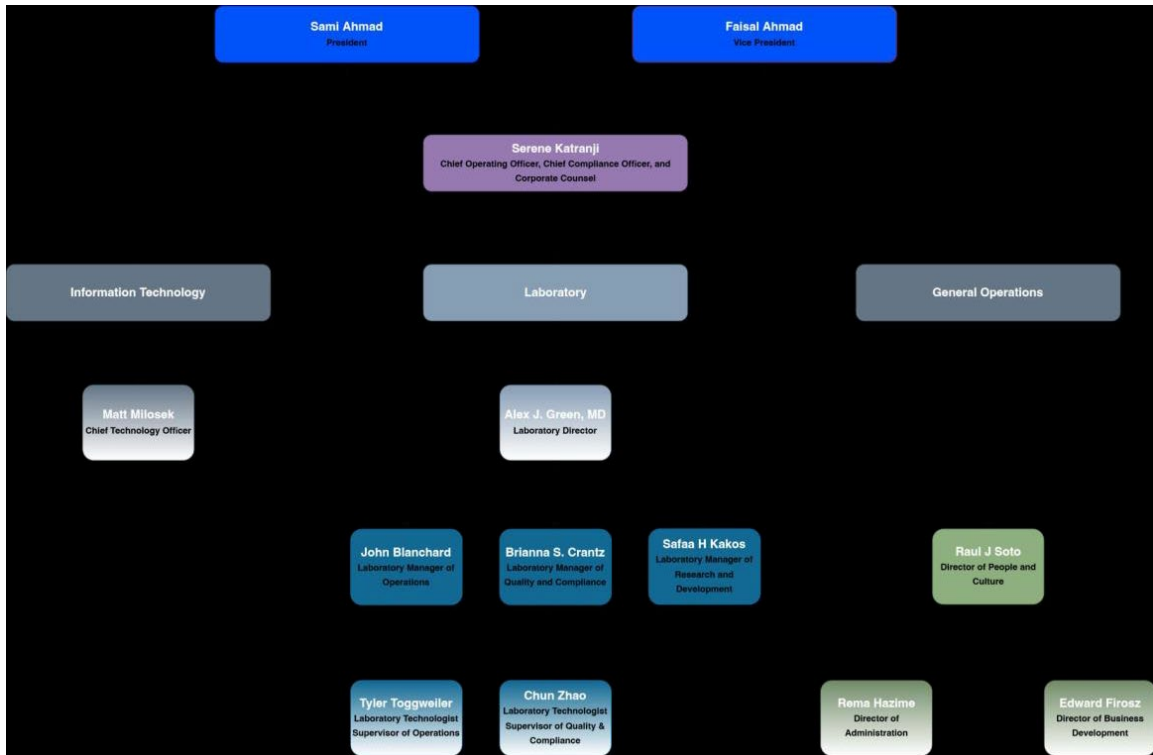 Sami Ahmad
President
Faisal Ahmad
Vice President
Serene Katranji
Chief Operating Officer, Chief Compliance Officer, and
Corporate Counsel
Information Technology
Laboratory
General Operations
Matt Milosek
Chief Technology Officer
Alex J. Green, MD
Laboratory Director
John Blanchard
Laboratory Manager of
Operations
Brianna S. Crantz
Laboratory Manager of
Quality and Compliance
Safaa H Kakos
Laboratory Manager of
Research and
Development
Raul J Soto
Director of People and
Culture
Tyler Toggweiler
Laboratory Technologist
Supervisor of Operations
Chun Zhao
Laboratory Technologist
Supervisor of Quality &
Compliance
Rema Hazime
Director of
Administration
Edward Firosz
Director of Business
Development